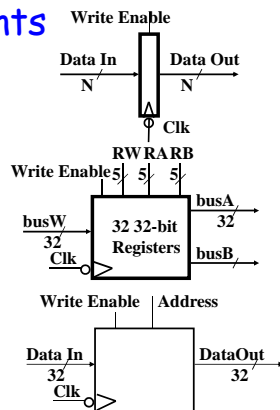 nts
Write Enable
Data In Data Out
N N
Clk
RW RA RB
Write Enable 5 5 5
busA
busW 32 32-bit 32
32 Registers busB
Clk
Write Enable Address
Data In DataOut
32 32
Clk